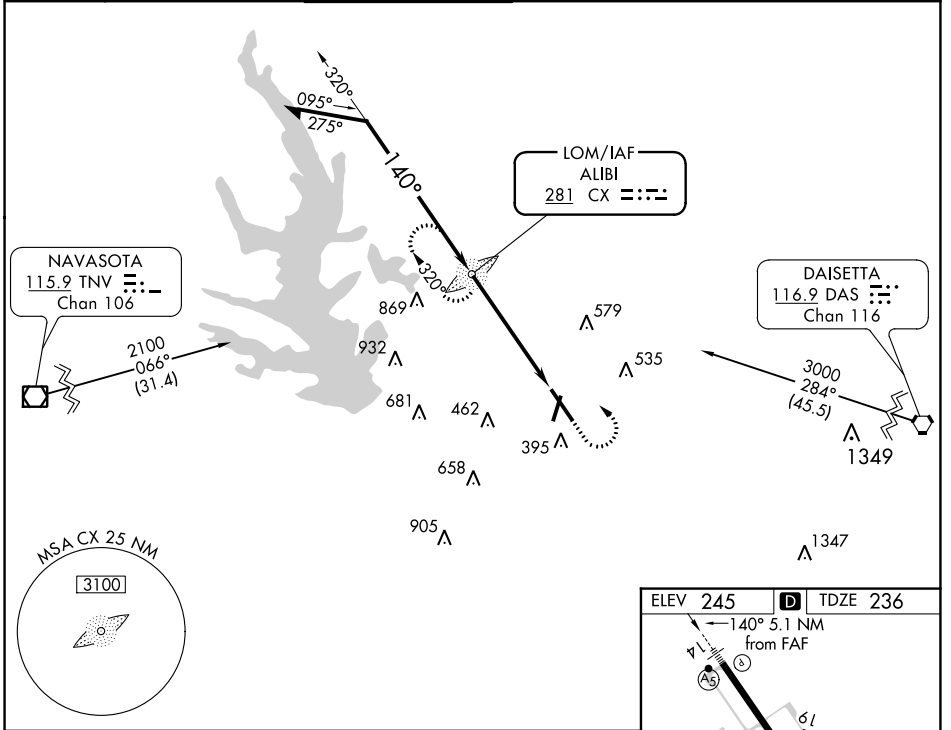 320°
095°
275°
140°
LOM/IAF
ALIBI
281 CX
320°
NAVASOTA
115.9 TNV
Chan 106
2100
066°
(31.4)
DAISETTA
116.9 DAS
Chan 116
3000
284°
(45.5)
869
932
681
462
395
658
905
579
535
1349
1347
MSA CX 25 NM
3100
ELEV 245 D TDZE 236
140° 5.1 NM
from FAF
14
P
A5
19